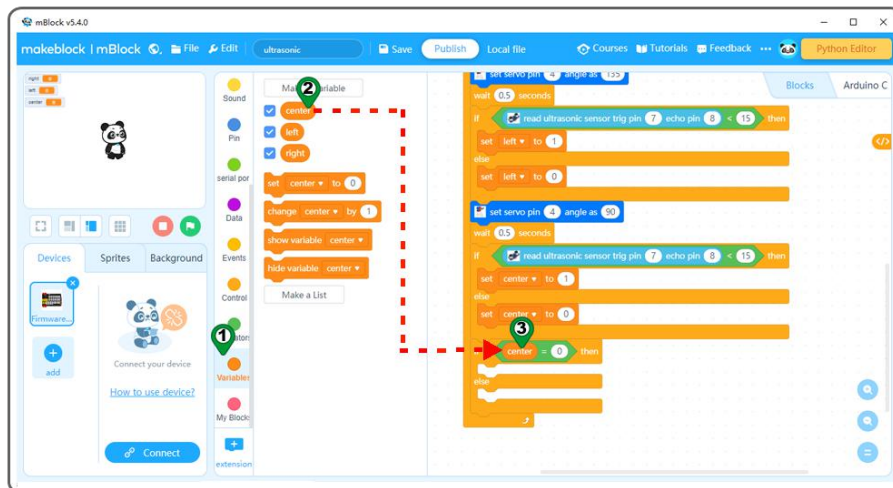 mBlock v5.4.0
makeblock | mBlock File Edit ultrasonic Save Publish Local file Courses Tutorials Feedback Python Editor
right 0
left 0
center 0
Devices
Sprites
Background
Firmware...
add
Connect your device
How to use device?
Connect
Sound
Pin
serial por
Data
Events
Control
1
Variables
My Blocks
extension
2
center
left
right
set center to 0
change center by 1
show variable center
hide variable center
Make a List
set servo pin 4 angle as 135
wait 0.5 seconds
if read ultrasonic sensor trig pin 7 echo pin 8 < 15 then
set left to 1
else
set left to 0
set servo pin 4 angle as 90
wait 0.5 seconds
if read ultrasonic sensor trig pin 7 echo pin 8 < 15 then
set center to 1
else
set center to 0
3
center = 0 then
else
Blocks
Arduino C